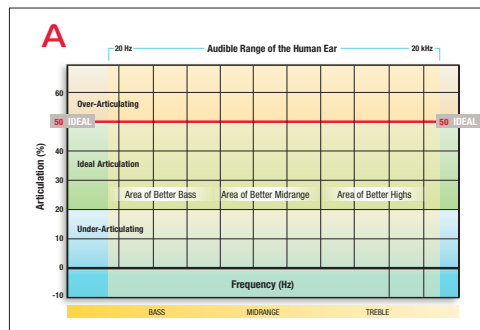 A
20 Hz Audible Range of the Human Ear 20 kHz
60
Over-Articulating
50 IDEAL 50 IDEAL
40
Ideal Articulation
30
Area of Better Bass Area of Better Midrange Area of Better Highs
20
Under-Articulating
10
0
Frequency (Hz)
-10
Articulation (%)
BASS MIDRANGE TREBLE